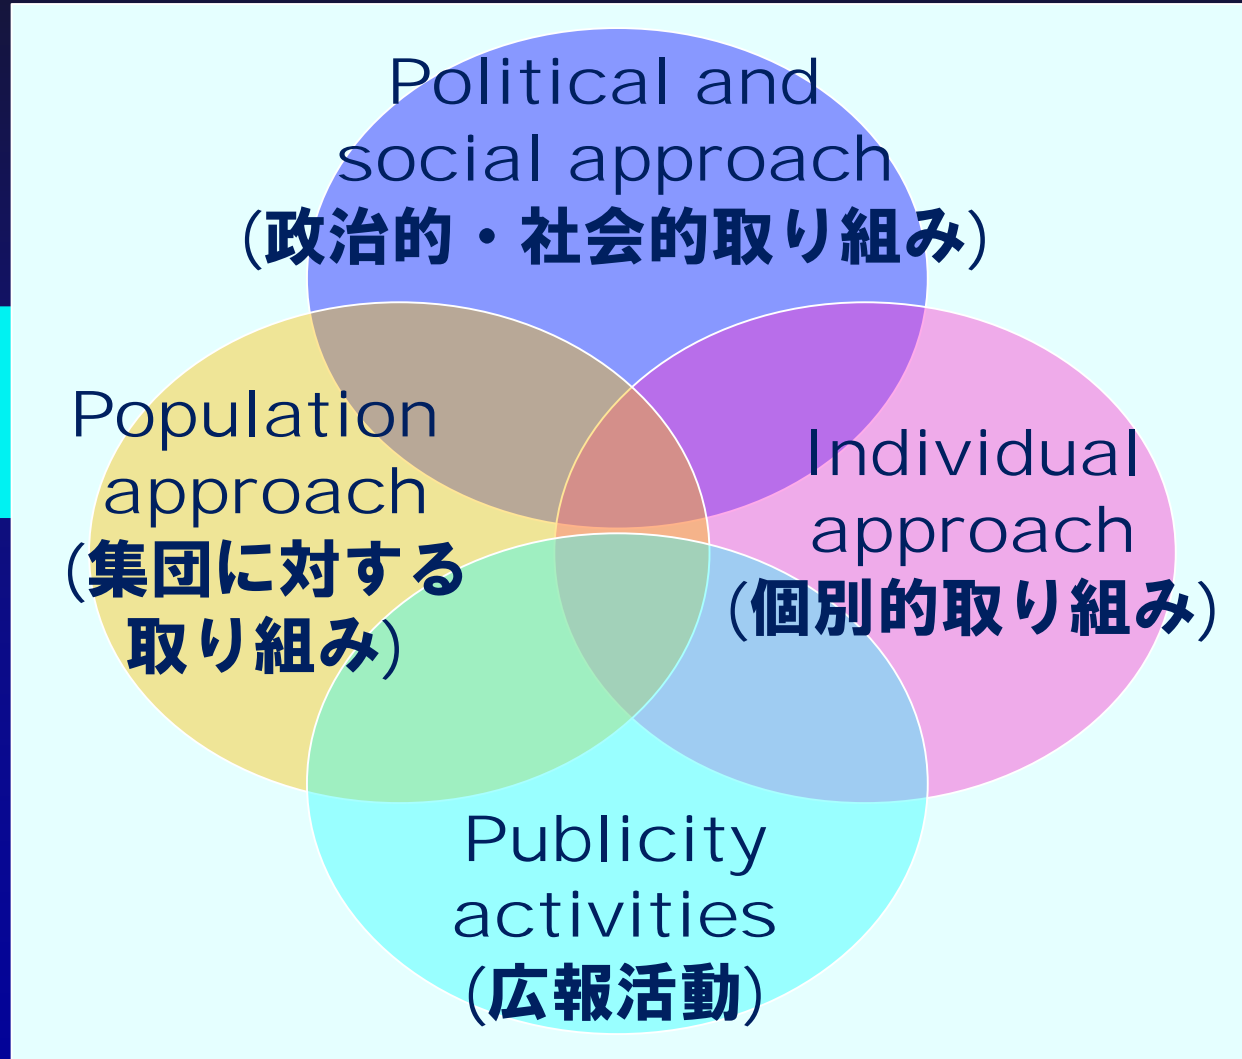 Political and
social approach
(政治的・社会的取り組み)
Population
approach
(集団に対する
取り組み)
Individual
approach
(個別的取り組み)
Publicity
activities
(広報活動)